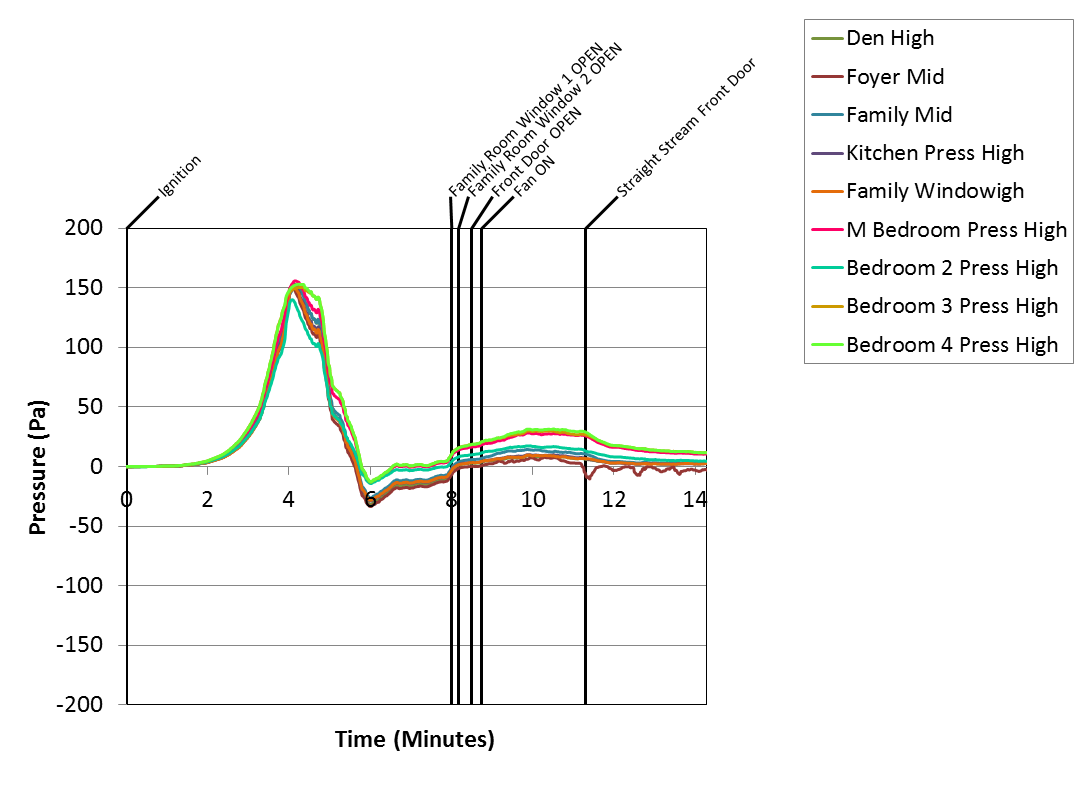 Ignition
Family Room Window 1 OPEN
Family Room Window 2 OPEN
Front Door OPEN
Fan ON
Straight Stream Front Door
Den High
Foyer Mid
Family Mid
Kitchen Press High
Family Windowigh
M Bedroom Press High
Bedroom 2 Press High
Bedroom 3 Press High
Bedroom 4 Press High
Pressure (Pa)
200
150
100
50
0
-50
-100
-150
-200
0 2 4 6 8 10 12 14
Time (Minutes)